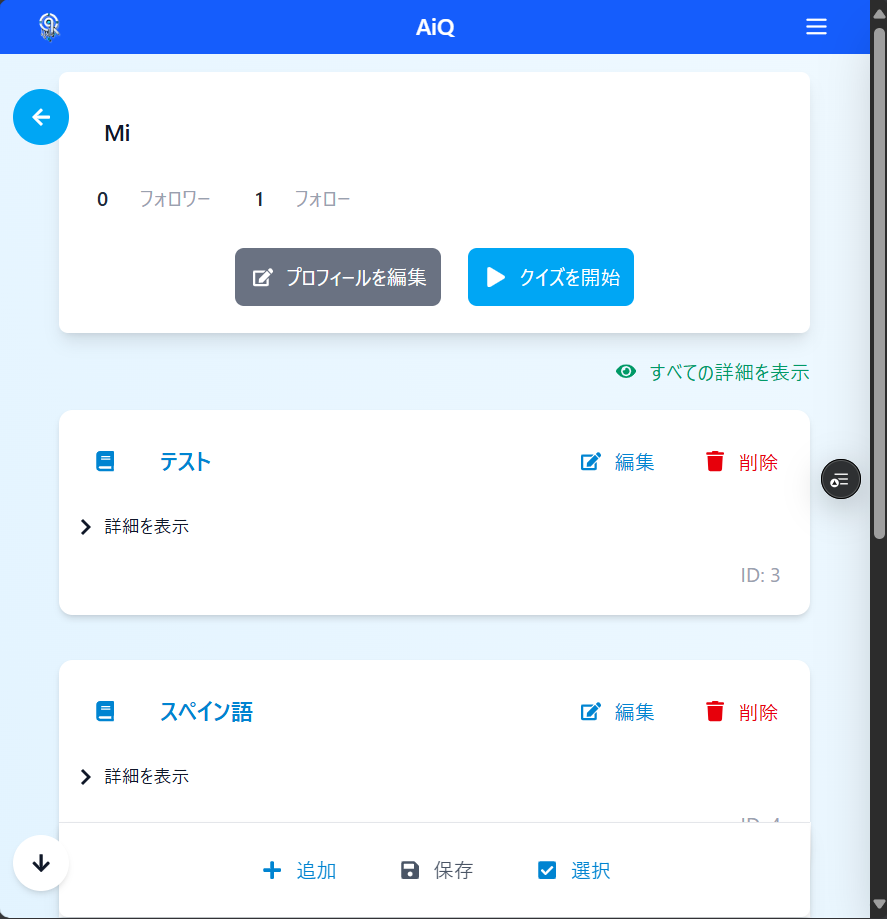 AiQ
Mi
0 フォロワー 1 フォロー
プロフィールを編集 クイズを開始
すべての詳細を表示
テスト 編集 削除
詳細を表示
ID: 3
スペイン語 編集 削除
詳細を表示
追加 保存 選択